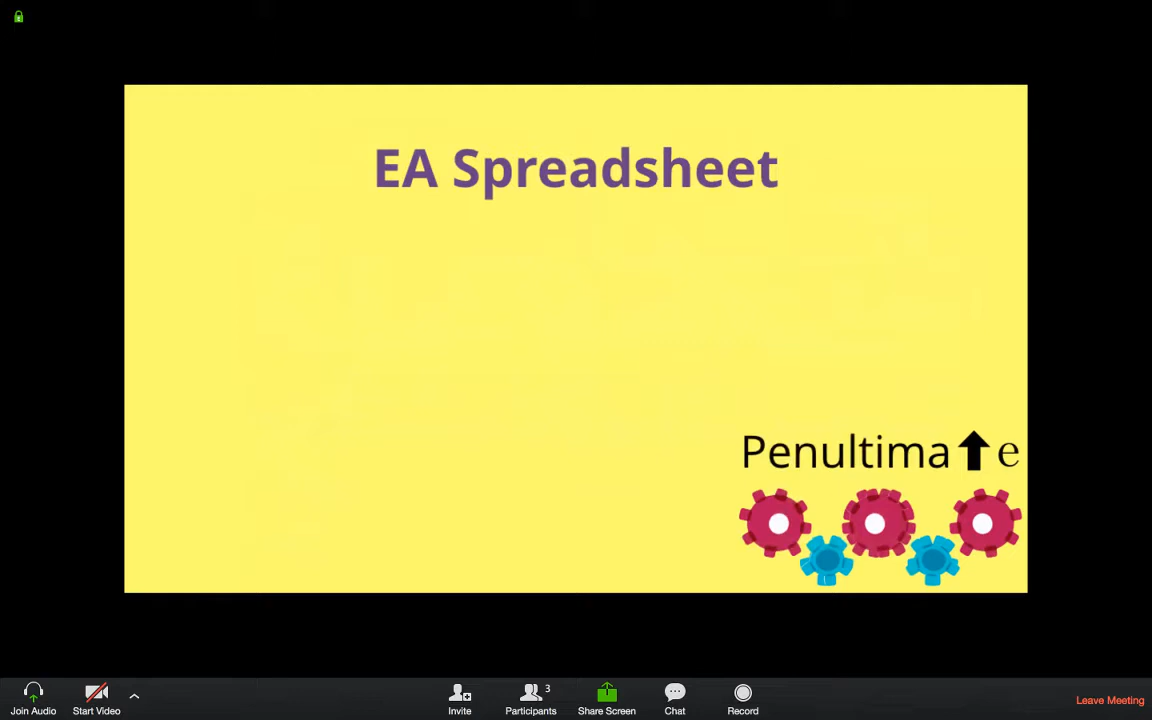 EA Spreadsheet
Penultima⬆e
Join Audio
Start Video
Invite
Participants 3
Share Screen
Chat
Record
Leave Meeting